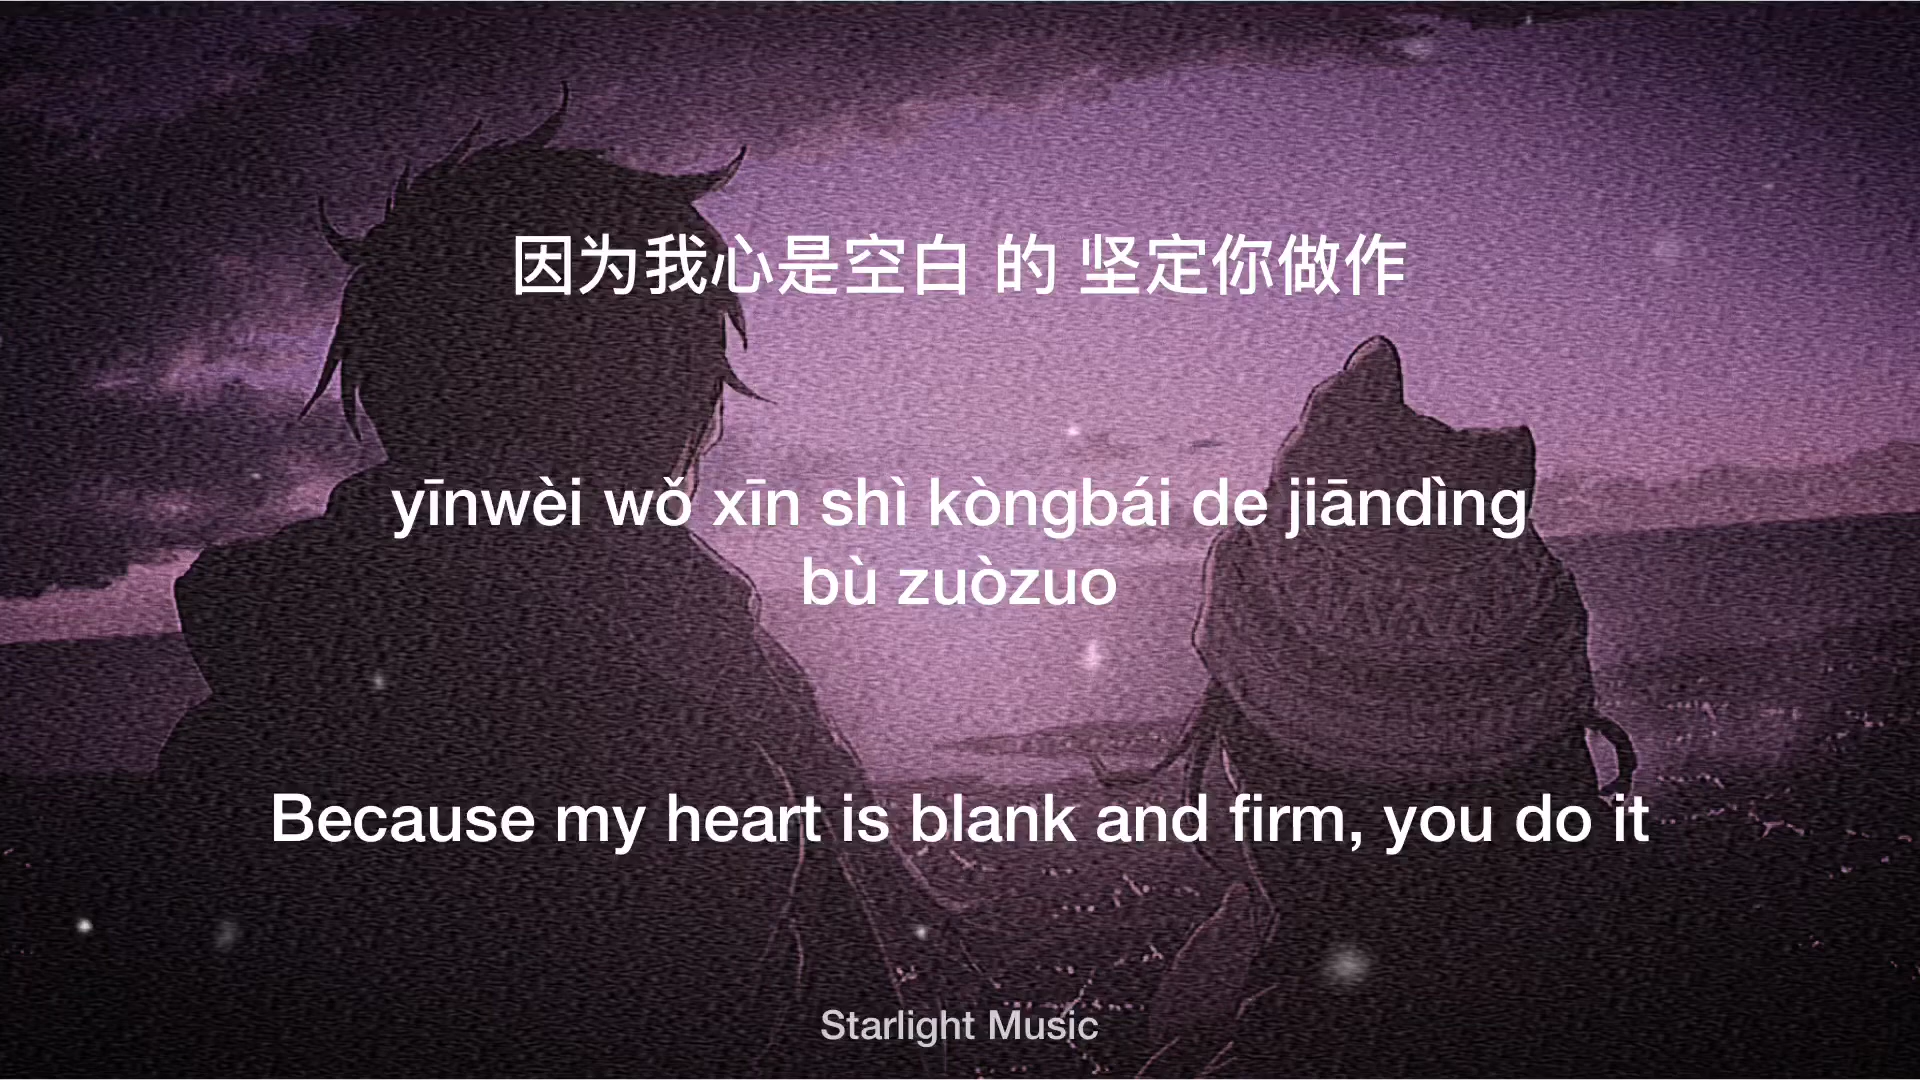 因为我心是空白 的 坚定你做作
yīnwèi wǒ xīn shì kòngbái de jiāndìng
bù zuòzuo
Because my heart is blank and firm, you do it
Starlight Music